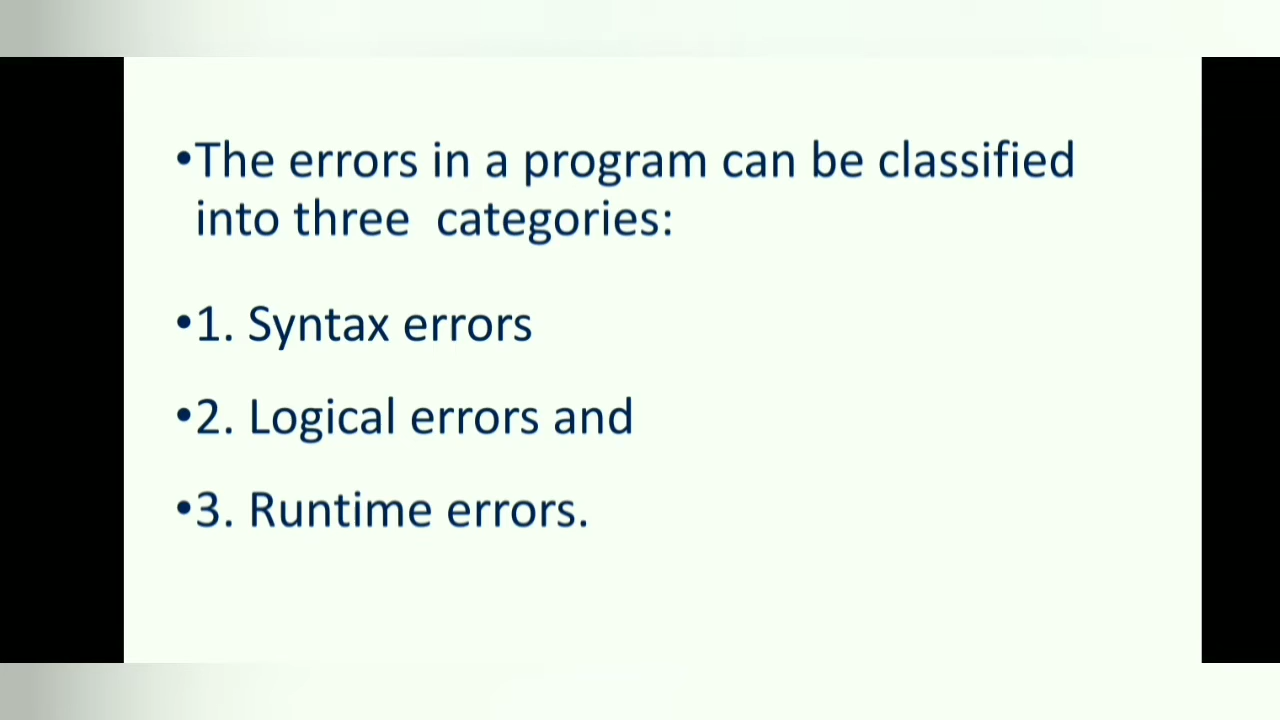 •The errors in a program can be classified
into three  categories:
•1. Syntax errors
•2. Logical errors and
•3. Runtime errors.